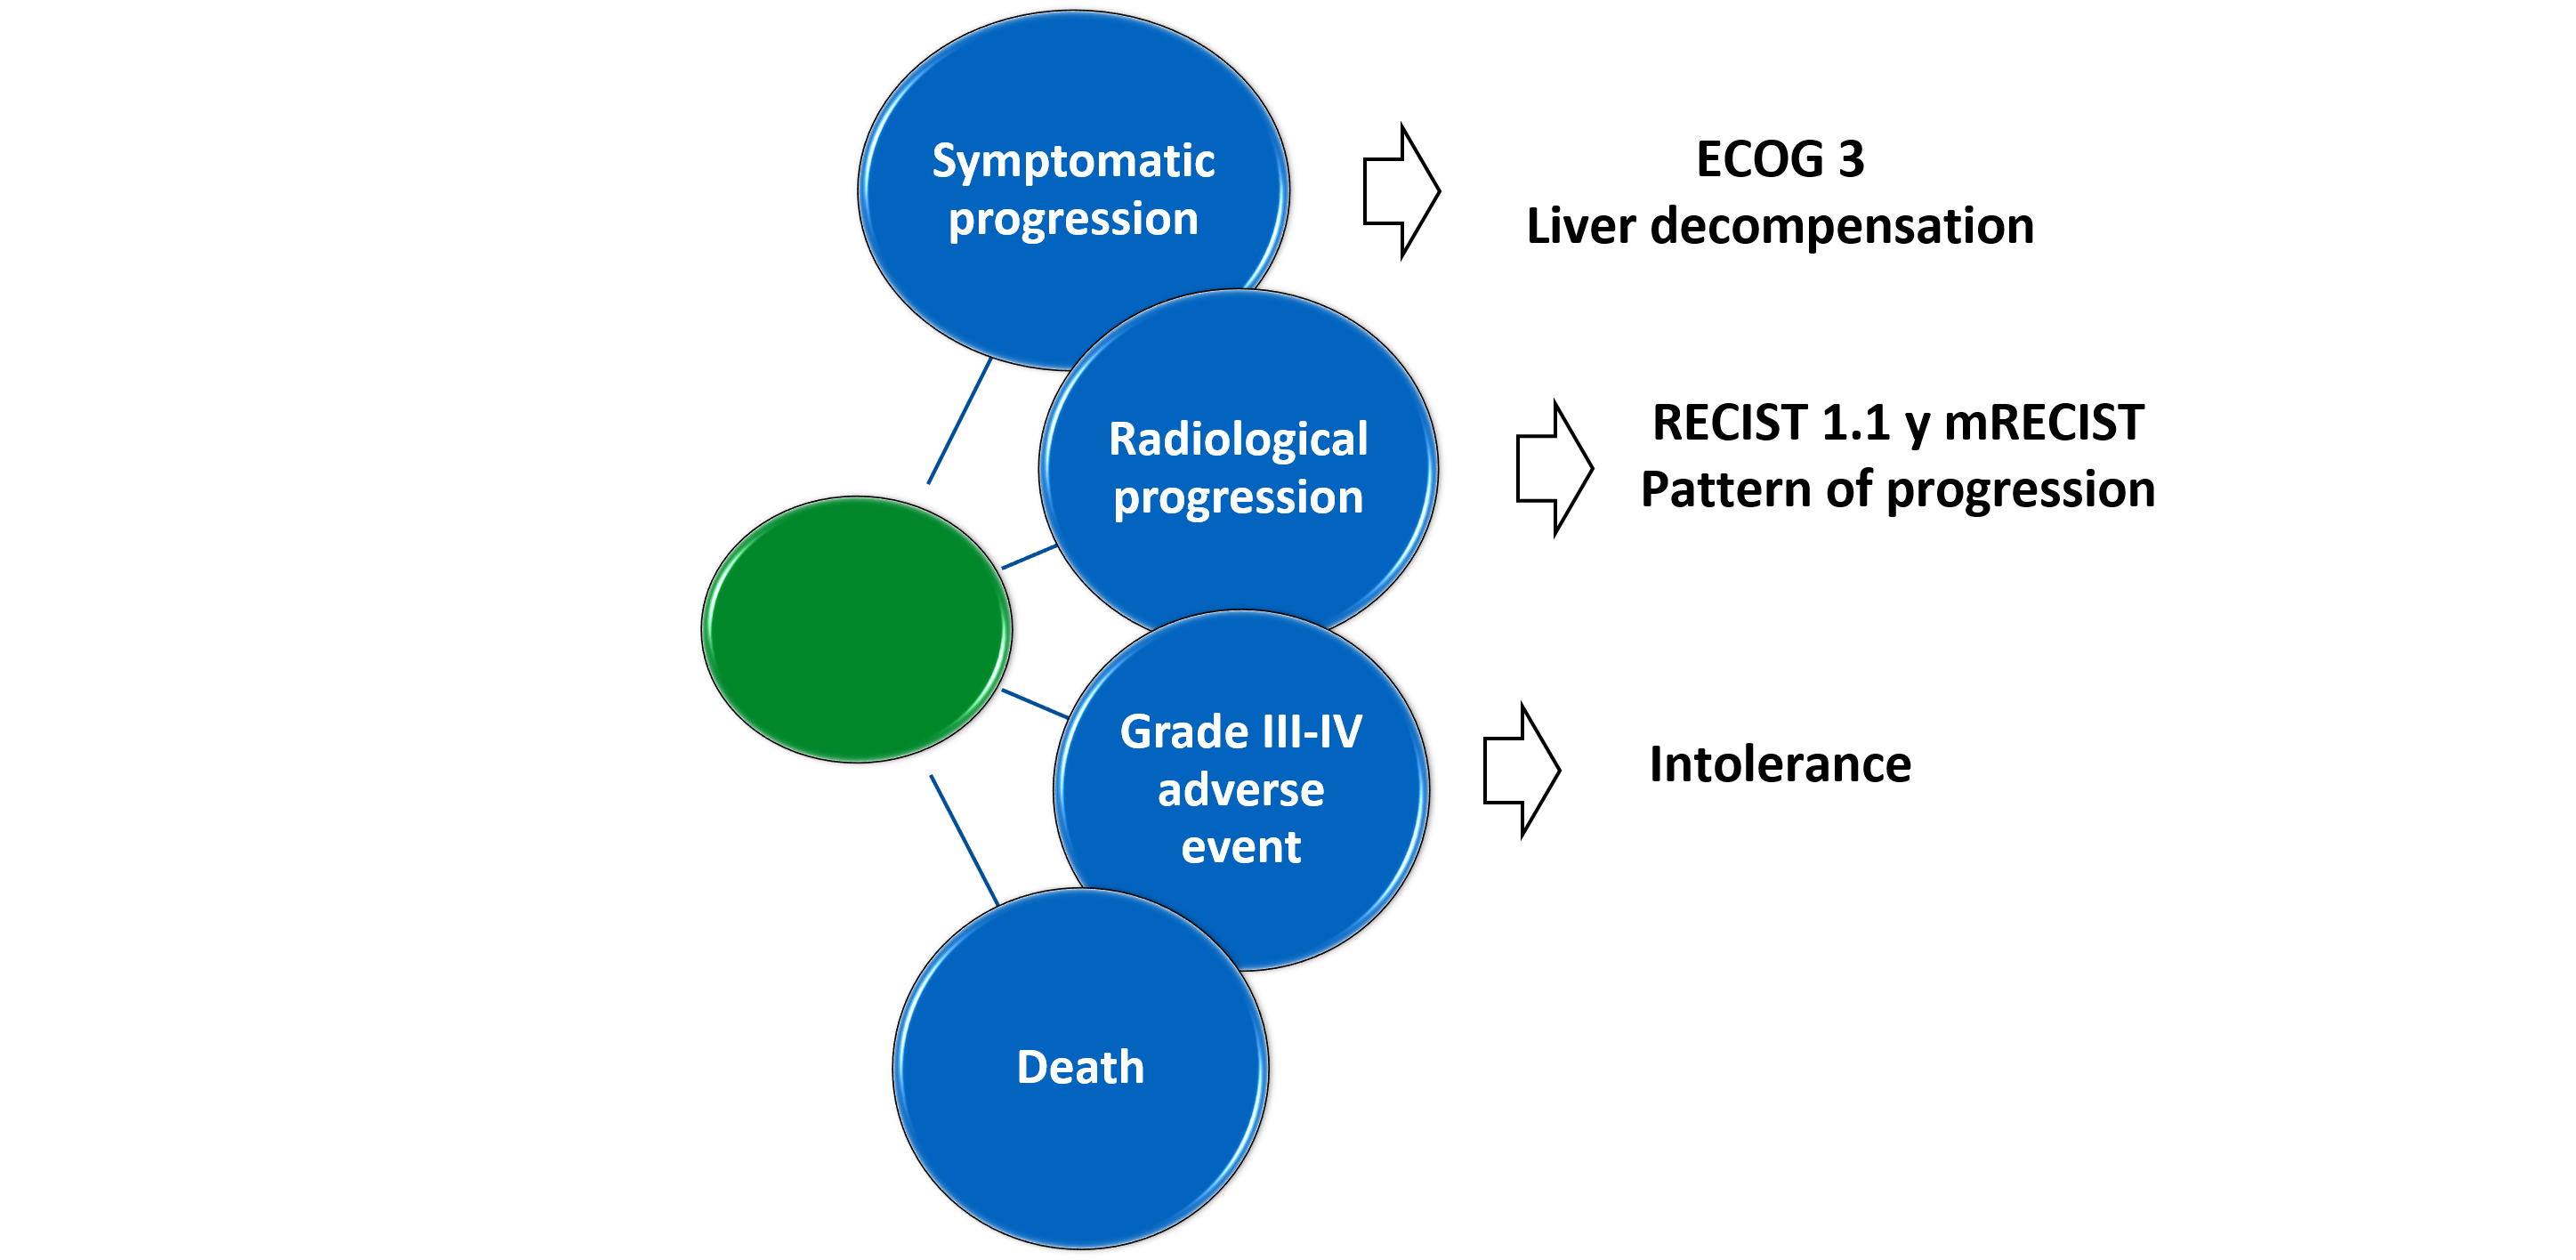 Symptomatic
progression
ECOG 3
Liver decompensation
Radiological
progression
RECIST 1.1 y mRECIST
Pattern of progression
Grade III-IV
adverse
event
Intolerance
Death